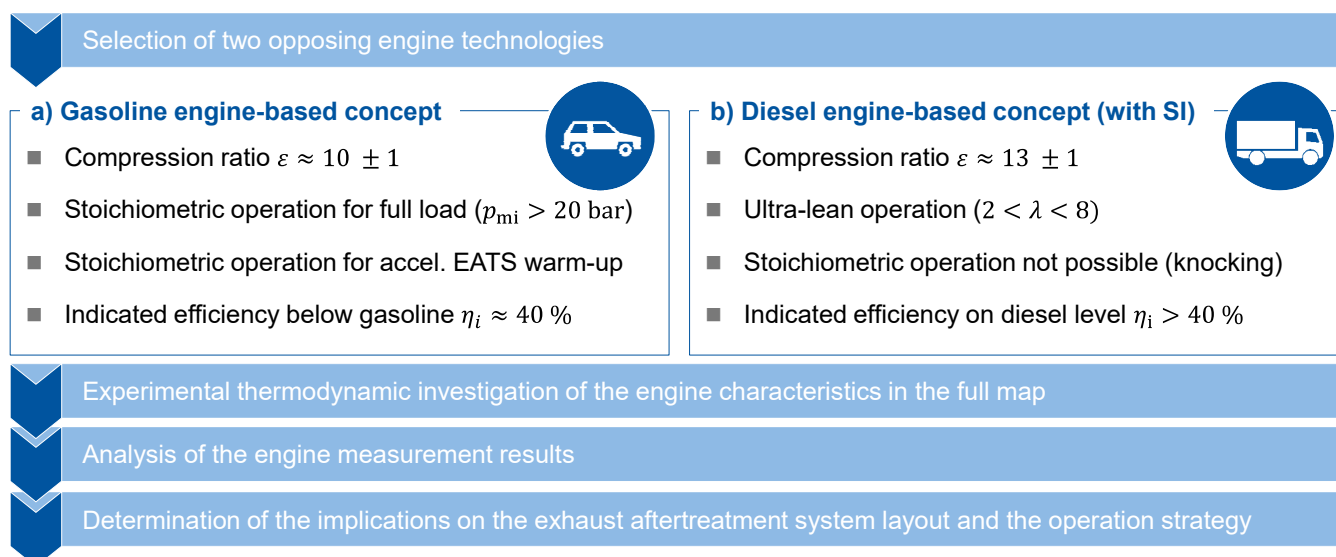 Selection of two opposing engine technologies
a) Gasoline engine-based concept
Compression ratio ε ≈ 10 ± 1
Stoichiometric operation for full load (pmi > 20 bar)
Stoichiometric operation for accel. EATS warm-up
Indicated efficiency below gasoline ηi ≈ 40 %
b) Diesel engine-based concept (with SI)
Compression ratio ε ≈ 13 ± 1
Ultra-lean operation (2 < λ < 8)
Stoichiometric operation not possible (knocking)
Indicated efficiency on diesel level ηi > 40 %
Experimental thermodynamic investigation of the engine characteristics in the full map
Analysis of the engine measurement results
Determination of the implications on the exhaust aftertreatment system layout and the operation strategy